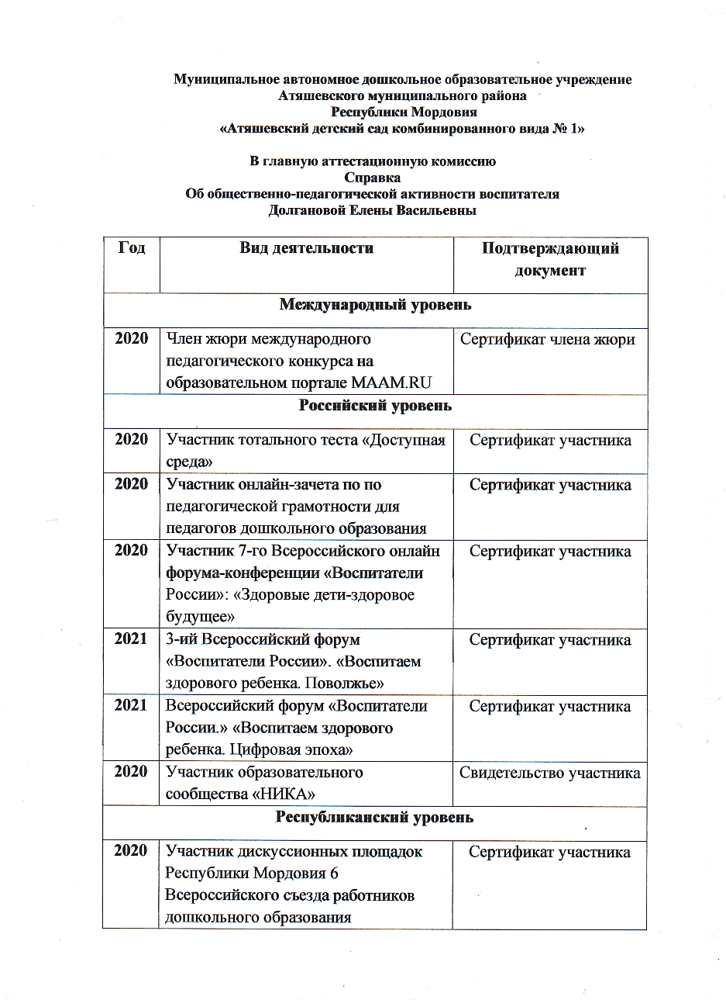 Муниципальное автономное дошкольное образовательное учреждение
Атяшевского муниципального района
Республики Мордовия
«Атяшевский детский сад комбинированного вида № 1»
В главную аттестационную комиссию
Справка
Об общественно-педагогической активности воспитателя
Долгановой Елены Васильевны
Год Вид деятельности Подтверждающий
документ
Международный уровень
2020 Член жюри международного Сертификат члена жюри
педагогического конкурса на
образовательном портале MAAM.RU
Российский уровень
2020 Участник тотального теста «Доступная Сертификат участника
среда»
2020 Участник онлайн-зачета по по Сертификат участника
педагогической грамотности для
педагогов дошкольного образования
2020 Участник 7-го Всероссийского онлайн Сертификат участника
форума-конференции «Воспитатели
России»: «Здоровые дети-здоровое
будущее»
2021 3-ий Всероссийский форум Сертификат участника
«Воспитатели России». «Воспитаем
здорового ребенка. Поволжье»
2021 Всероссийский форум «Воспитатели Сертификат участника
России.» «Воспитаем здорового
ребенка. Цифровая эпоха»
2020 Участник образовательного Свидетельство участника
сообщества «НИКА»
Республиканский уровень
2020 Участник дискуссионных площадок Сертификат участника
Республики Мордовия 6
Всероссийского съезда работников
дошкольного образования